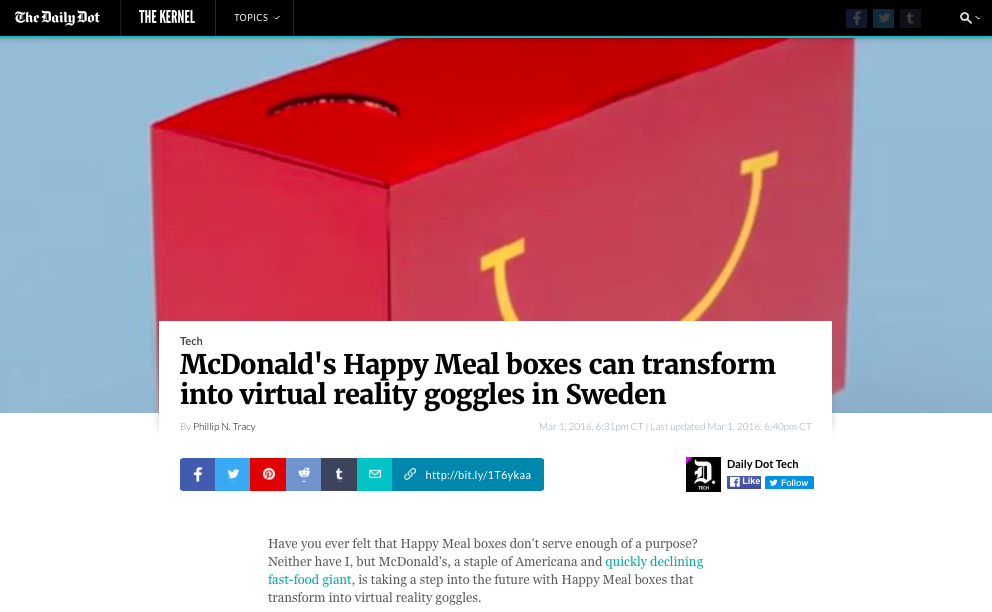 The Daily Dot
THE KERNEL
TOPICS
Tech
McDonald's Happy Meal boxes can transform
into virtual reality goggles in Sweden
By Phillip N. Tracy
Mar 1, 2016, 6:31pm CT | Last updated Mar 1, 2016, 6:40pm CT
http://bit.ly/1T6ykaa
D.
TECH
Daily Dot Tech
Like
Follow
Have you ever felt that Happy Meal boxes don't serve enough of a purpose?
Neither have I, but McDonald's, a staple of Americana and quickly declining
fast-food giant, is taking a step into the future with Happy Meal boxes that
transform into virtual reality goggles.